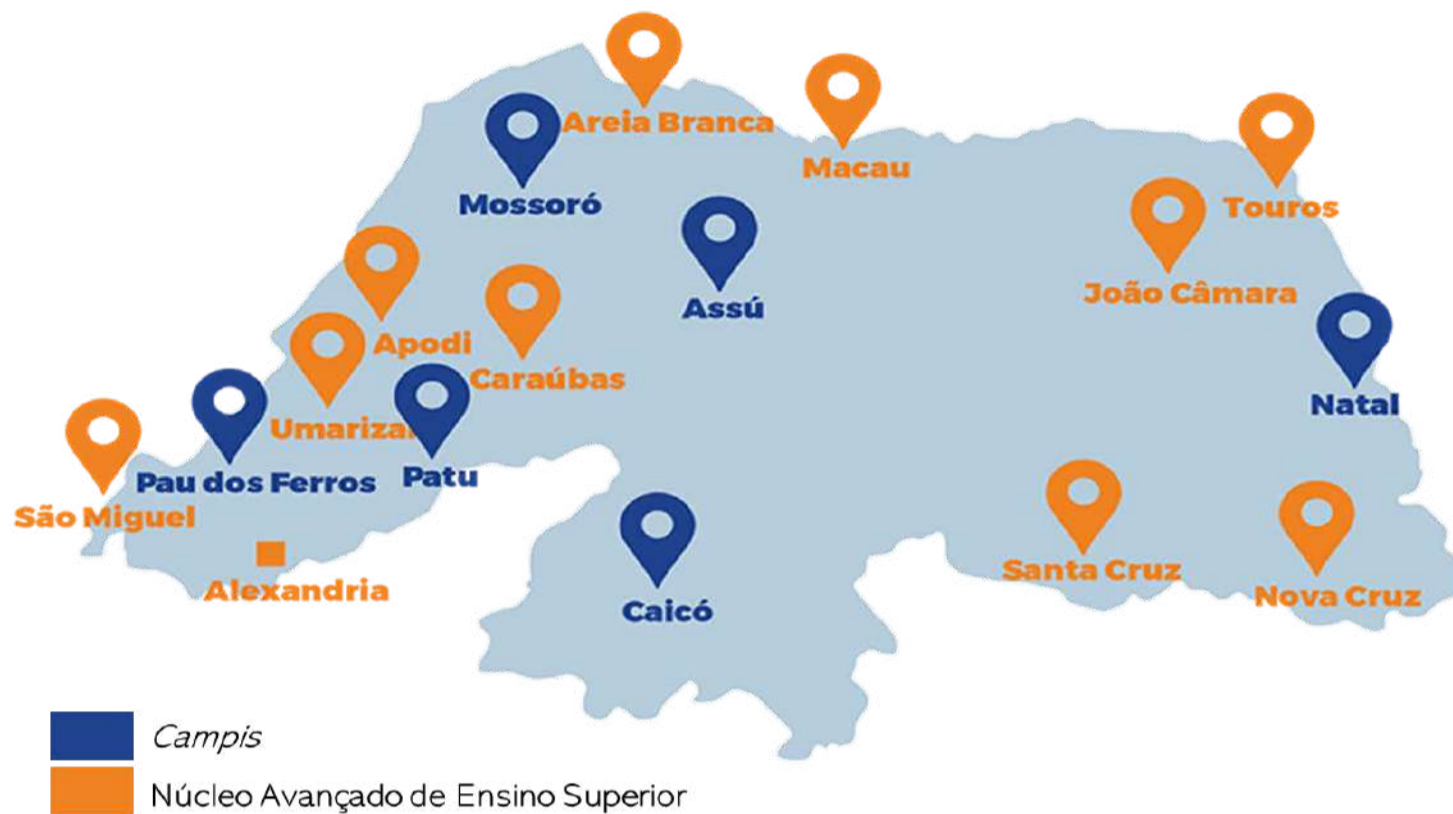 Areia Branca
Macau
Mossoró
Touros
João Câmara
Assú
Apodi
Caraúbas
Natal
Umarizal
Patu
Pau dos Ferros
São Miguel
Santa Cruz
Alexandria
Nova Cruz
Caicó
Campis
Núcleo Avançado de Ensino Superior